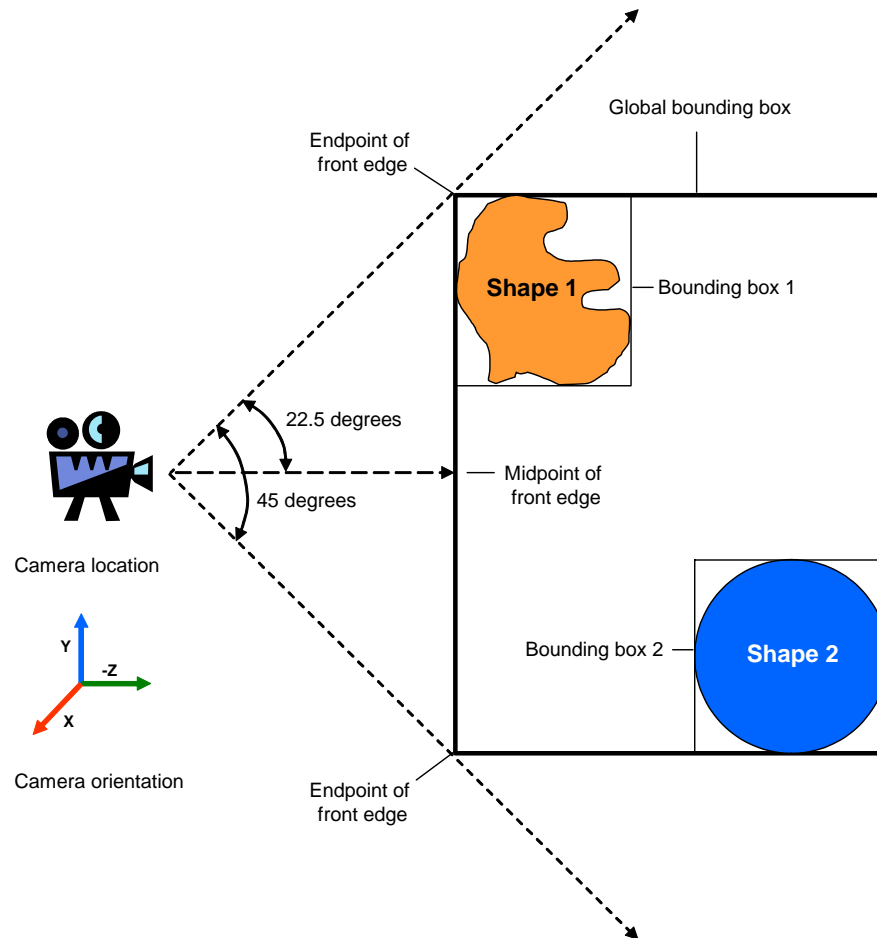 Global bounding box
Endpoint of
front edge
Shape 1
Bounding box 1
22.5 degrees
Midpoint of
front edge
45 degrees
Camera location
Y
-Z
X
Camera orientation
Bounding box 2
Shape 2
Endpoint of
front edge